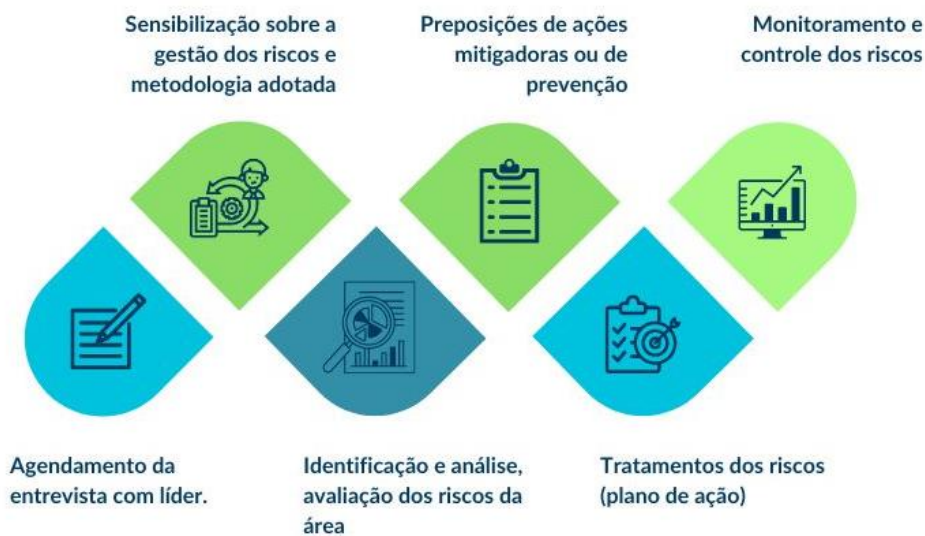 Sensibilização sobre a
gestão dos riscos e
metodologia adotada
Preposições de ações
mitigadoras ou de
prevenção
Monitoramento e
controle dos riscos
Agendamento da
entrevista com líder.
Identificação e análise,
avaliação dos riscos da
área
Tratamentos dos riscos
(plano de ação)